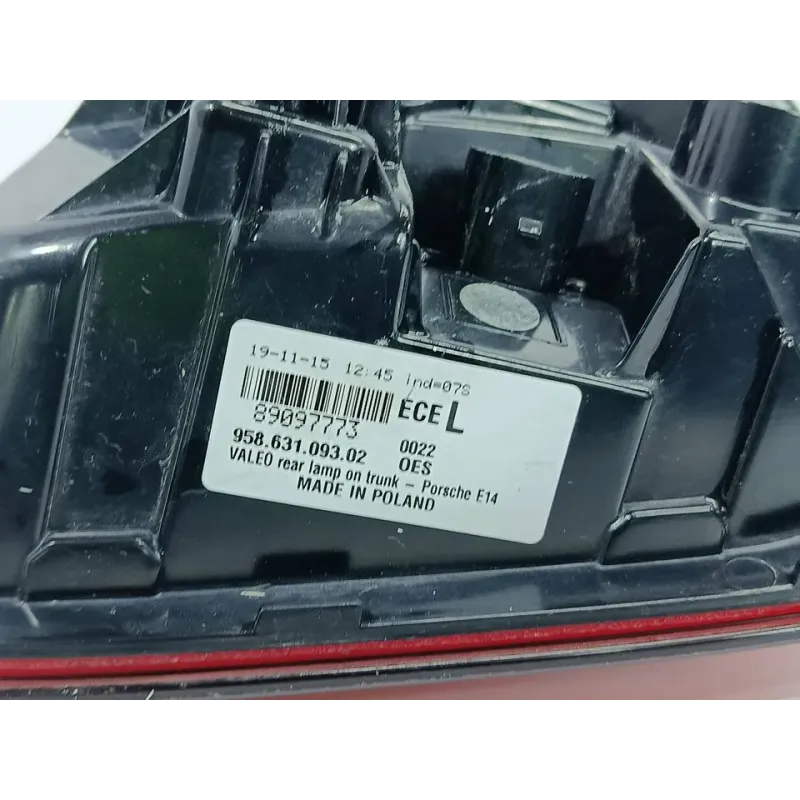 19-11-15 12:45 ind=07S
89097773 ECE L
958.631.093.02 0022
OES
VALEO rear lamp on trunk – Porsche E14
MADE IN POLAND